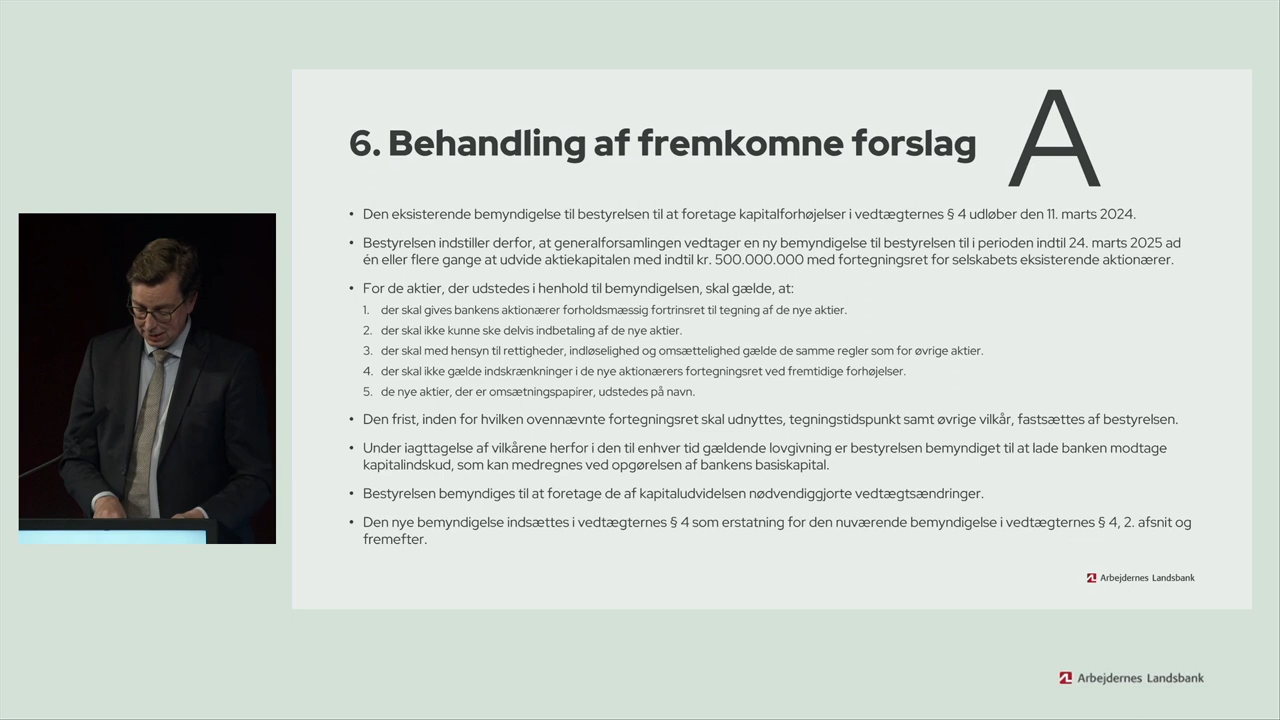 6. Behandling af fremkomne forslag
A
• Den eksisterende bemyndigelse til bestyrelsen til at foretage kapitalforhøjelser i vedtægternes § 4 udløber den 11. marts 2024.
• Bestyrelsen indstiller derfor, at generalforsamlingen vedtager en ny bemyndigelse til bestyrelsen til i perioden indtil 24. marts 2025 ad
én eller flere gange at udvide aktiekapitalen med indtil kr. 500.000.000 med fortegningsret for selskabets eksisterende aktionærer.
• For de aktier, der udstedes i henhold til bemyndigelsen, skal gælde, at:
1. der skal gives bankens aktionærer forholdsmæssig fortrinsret til tegning af de nye aktier.
2. der skal ikke kunne ske delvis indbetaling af de nye aktier.
3. der skal med hensyn til rettigheder, indløselighed og omsættelighed gælde de samme regler som for øvrige aktier.
4. der skal ikke gælde indskrænkninger i de nye aktionærers fortegningsret ved fremtidige forhøjelser.
5. de nye aktier, der er omsætningspapirer, udstedes på navn.
• Den frist, inden for hvilken ovennævnte fortegningsret skal udnyttes, tegningstidspunkt samt øvrige vilkår, fastsættes af bestyrelsen.
• Under iagttagelse af vilkårene herfor i den til enhver tid gældende lovgivning er bestyrelsen bemyndiget til at lade banken modtage
kapitalindskud, som kan medregnes ved opgørelsen af bankens basiskapital.
• Bestyrelsen bemyndiges til at foretage de af kapitaludvidelsen nødvendiggjorte vedtægtsændringer.
• Den nye bemyndigelse indsættes i vedtægternes § 4 som erstatning for den nuværende bemyndigelse i vedtægternes § 4, 2. afsnit og
fremefter.
Arbejdernes Landsbank
Arbejdernes Landsbank